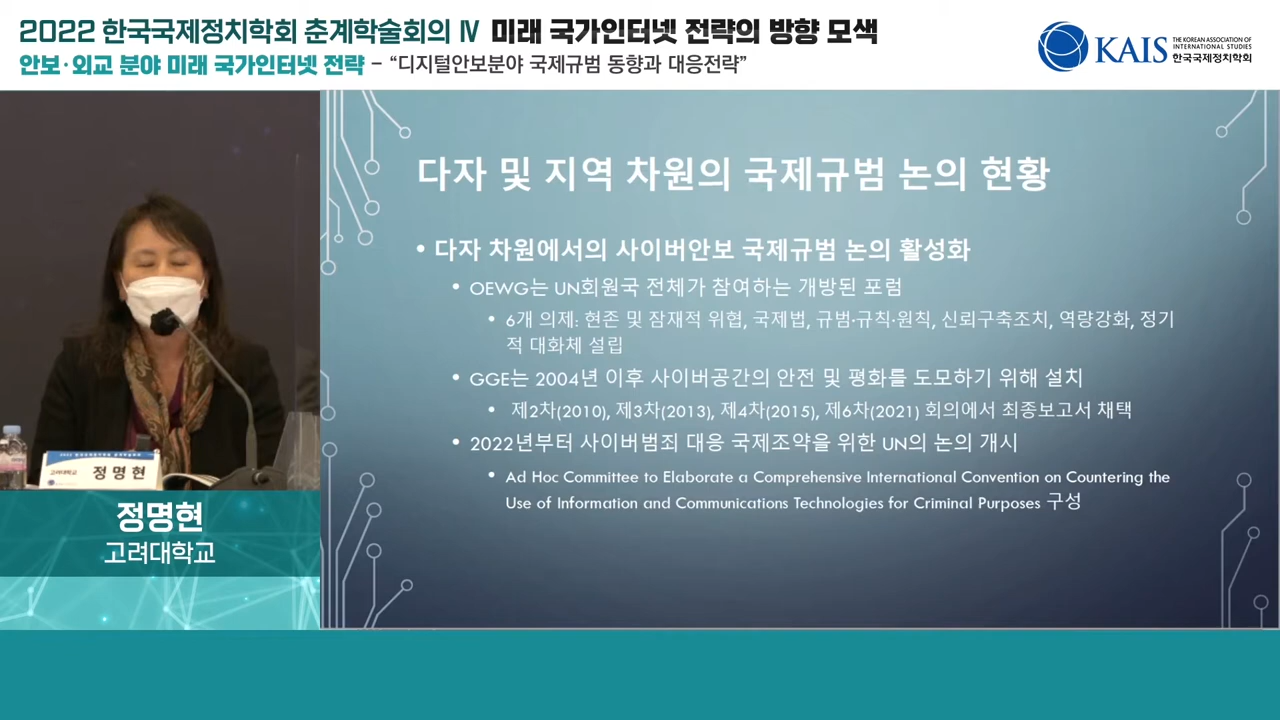 2022 한국국제정치학회 춘계학술회의 Ⅳ 미래 국가인터넷 전략의 방향 모색
안보·외교 분야 미래 국가인터넷 전략 – “디지털안보분야 국제규범 동향과 대응전략”
KAIS
THE KOREAN ASSOCIATION OF
INTERNATIONAL STUDIES
한국국제정치학회
다자 및 지역 차원의 국제규범 논의 현황
• 다자 차원에서의 사이버안보 국제규범 논의 활성화
• OEWG는 UN회원국 전체가 참여하는 개방된 포럼
• 6개 의제: 현존 및 잠재적 위협, 국제법, 규범·규칙·원칙, 신뢰구축조치, 역량강화, 정기
적 대화체 설립
• GGE는 2004년 이후 사이버공간의 안전 및 평화를 도모하기 위해 설치
• 제2차(2010), 제3차(2013), 제4차(2015), 제6차(2021) 회의에서 최종보고서 채택
• 2022년부터 사이버범죄 대응 국제조약을 위한 UN의 논의 개시
• Ad Hoc Committee to Elaborate a Comprehensive International Convention on Countering the
Use of Information and Communications Technologies for Criminal Purposes 구성
고려대학교 정명현
정명현
고려대학교